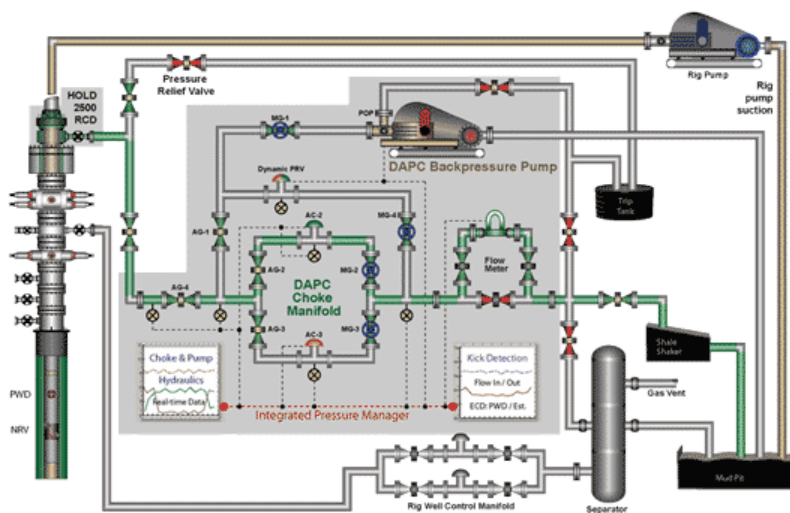 HOLD
2500
RCD
Pressure
Relief Valve
Rig Pump
Rig
pump
suction
MG-1
POP
DAPC Backpressure Pump
Dynamic PRV
Trip
Tank
AG-1
AC-2
MG-4
AG-2
MG-2
DAPC
Choke
Manifold
Flow
Meter
AG-4
AG-3
AC-3
MG-3
Shale
Shaker
Choke & Pump
Hydraulics
Real-time Data
Kick Detection
Flow In / Out
ECD: PWD / Est.
Integrated Pressure Manager
Gas Vent
PWD
NRV
Mud Pit
Rig Well Control Manifold
Separator